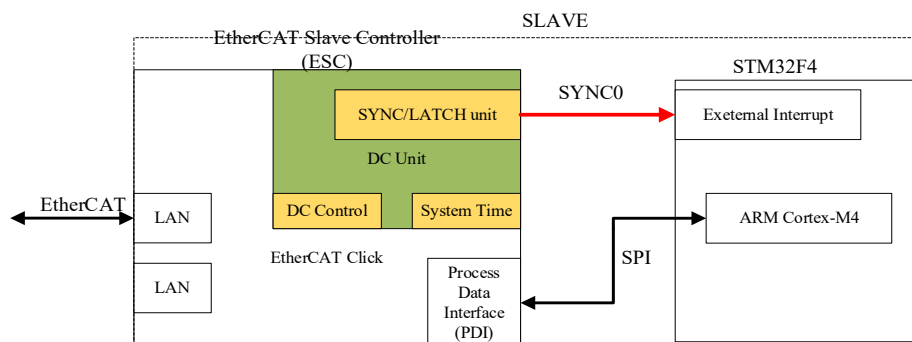 SLAVE
EtherCAT Slave Controller
(ESC)
STM32F4
SYNC0
SYNC/LATCH unit
Exeternal Interrupt
DC Unit
EtherCAT
LAN
DC Control
System Time
ARM Cortex-M4
EtherCAT Click
SPI
LAN
Process
Data
Interface
(PDI)